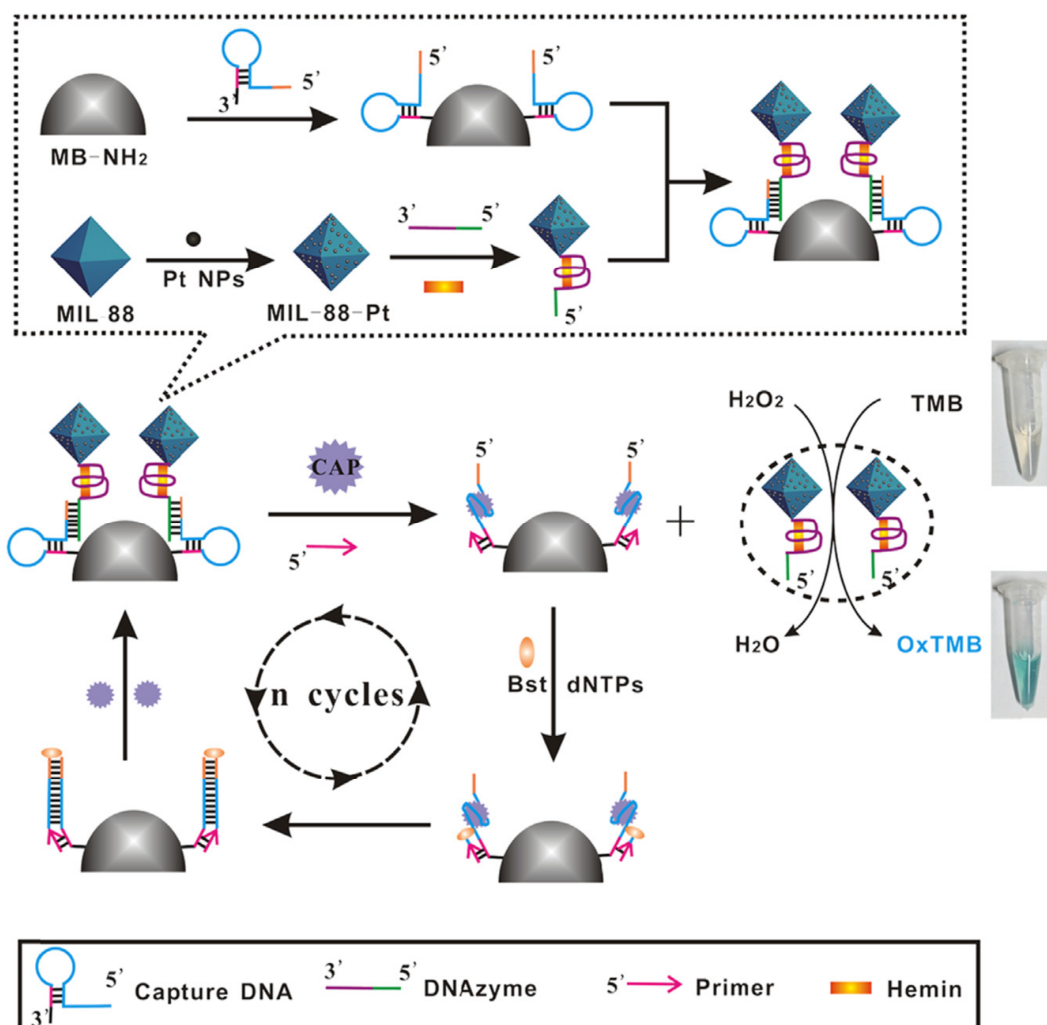 5’
5’
5’
3’
MB-NH2
3’
5’
Pt NPs
MIL 88
MIL-88-Pt
5’
H2O2
TMB
CAP
5’
5’
5’
+
5’
5’
H2O
OxTMB
Bst
dNTPs
n cycles
5’
Capture DNA
3’
3’
5’
DNAzyme
5’
Primer
Hemin